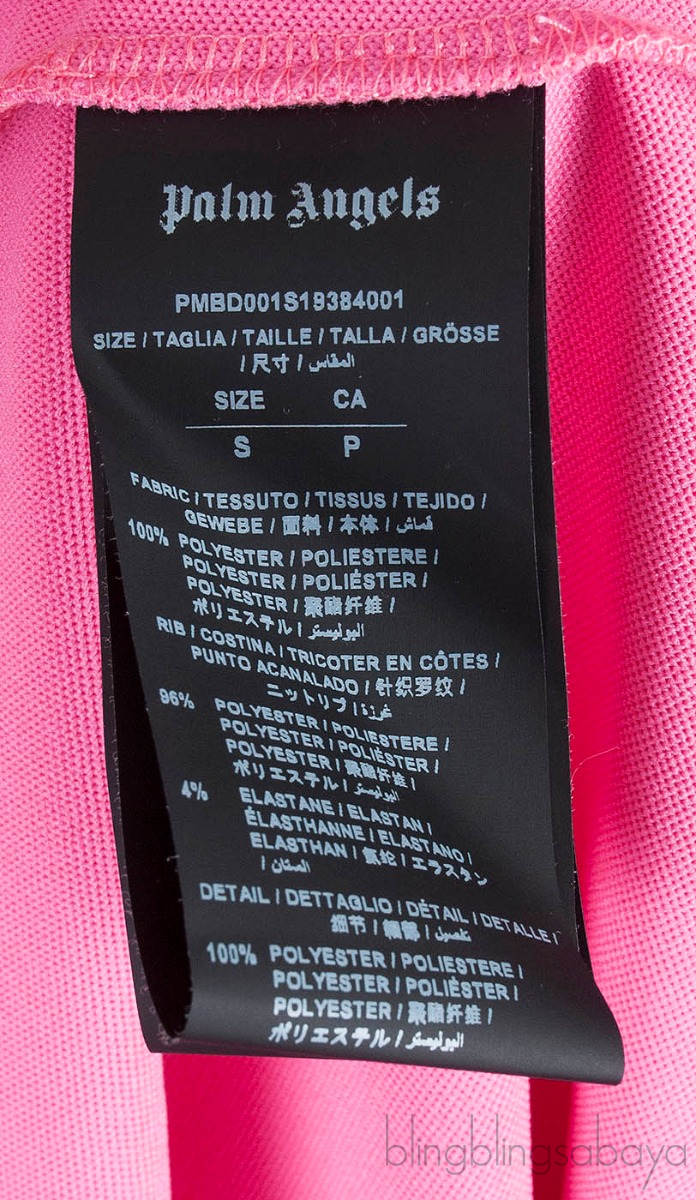 Palm Angels
PMBD001S19384001
SIZE / TAGLIA / TAILLE / TALLA / GRÖSSE
/ 尺寸 / المقاس
SIZE CA
S P
FABRIC / TESSUTO / TISSUS / TEJIDO /
GEWEBE / 面料 / 本体 / قماش
100% POLYESTER / POLIESTERE /
POLYESTER / POLIÉSTER /
POLYESTER / 聚酯纤维 /
ポリエステル / البوليستر
RIB / COSTINA / TRICOTER EN CÔTES /
PUNTO ACANALADO / 针织罗纹 /
ニットリブ / غرزة
96% POLYESTER / POLIESTERE /
POLYESTER / POLIÉSTER /
POLYESTER / 聚酯纤维 /
ポリエステル / البوليستر
4% ELASTANE / ELASTAN /
ÉLASTHANNE / ELASTANO /
ELASTHAN / 氨纶 / エラスタン
/ الستان
DETAIL / DETTAGLIO / DÉTAIL / DETALLE /
细节 / 細部 / تفصيل
100% POLYESTER / POLIESTERE /
POLYESTER / POLIÉSTER /
POLYESTER / 聚酯纤维 /
ポリエステル / البوليستر
blingblingsabaya